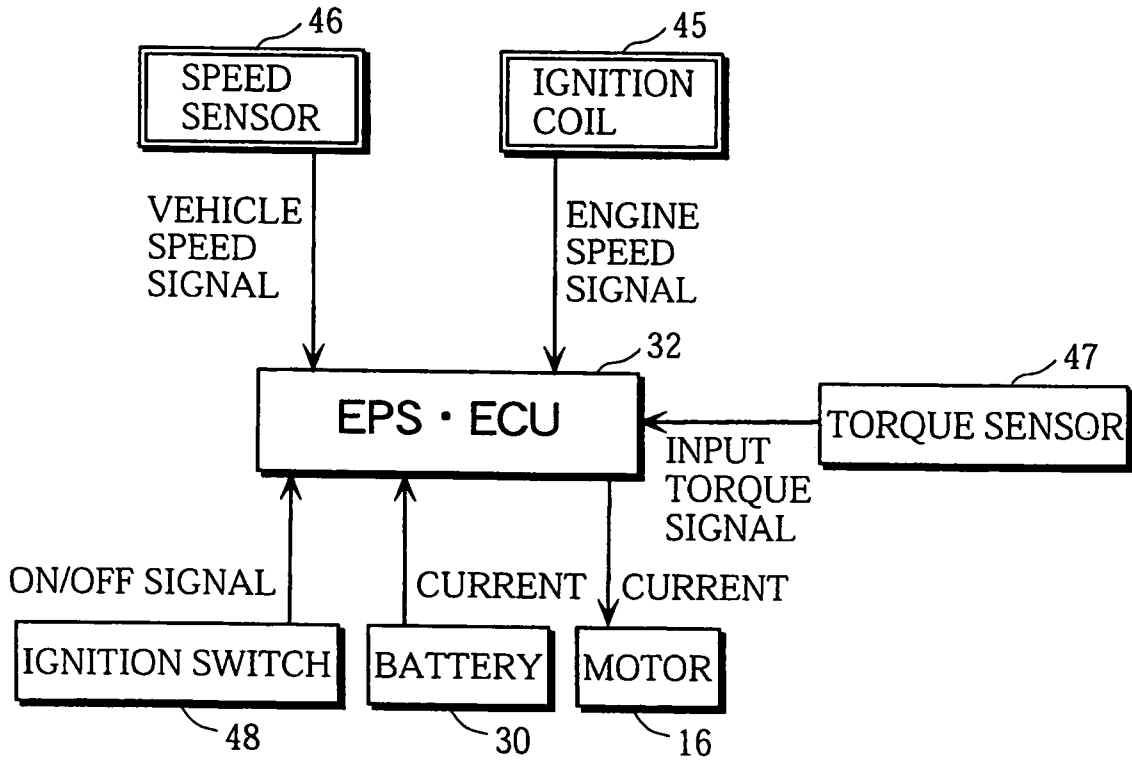 46
45
SPEED
SENSOR
IGNITION
COIL
VEHICLE
SPEED
SIGNAL
ENGINE
SPEED
SIGNAL
32
47
EPS・ECU
TORQUE SENSOR
INPUT
TORQUE
SIGNAL
ON/OFF SIGNAL
CURRENT
CURRENT
IGNITION SWITCH
BATTERY
MOTOR
48
30
16